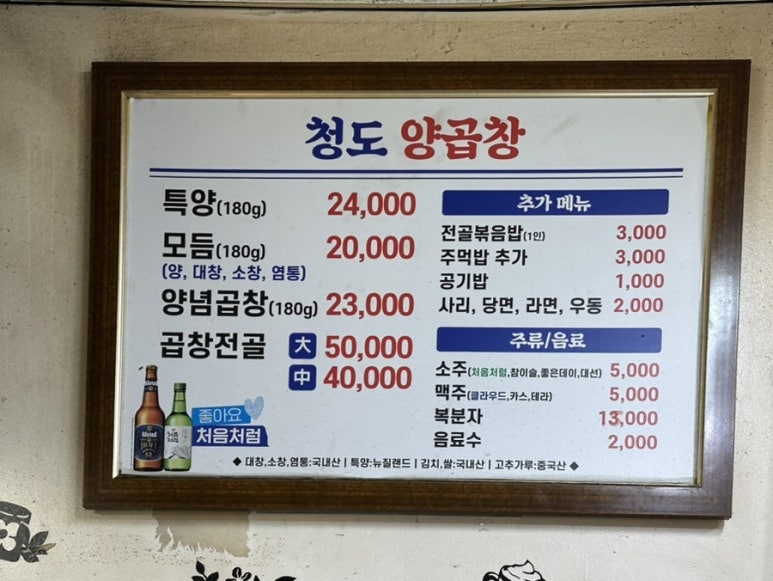 청도 양곱창
특양(180g) 24,000
모듬(180g) 20,000
(양, 대창, 소창, 염통)
양념곱창(180g) 23,000
곱창전골 大 50,000
中 40,000
좋아요
처음처럼
추가 메뉴
전골볶음밥(1인) 3,000
주먹밥 추가 3,000
공기밥 1,000
사리, 당면, 라면, 우동 2,000
주류/음료
소주(처음처럼,참이슬,좋은데이,대선) 5,000
맥주(클라우드,카스,테라) 5,000
복분자 13,000
음료수 2,000
◆ 대창,소창,염통:국내산 | 특양:뉴질랜드 | 김치,쌀:국내산 | 고추가루:중국산 ◆